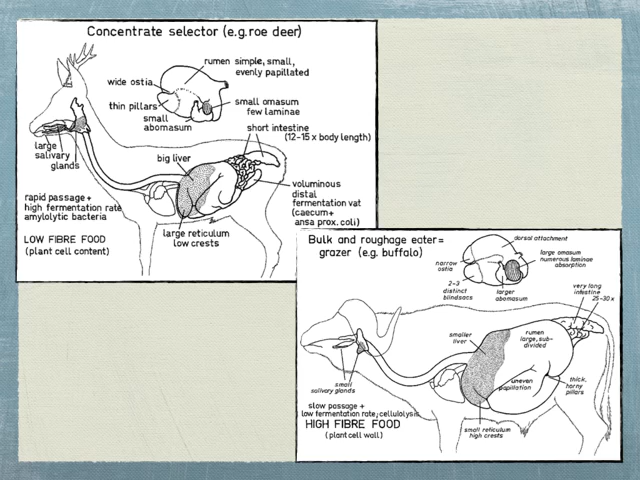 Concentrate selector (e.g. roe deer)
rumen simple, small,
evenly papillated
wide ostia
thin pillars
small
abomasum
small omasum
few laminae
short intestine
(12-15 x body length)
large
salivary
glands
big liver
voluminous
distal
fermentation vat
(caecum+
ansa prox. coli)
rapid passage +
high fermentation rate
amylolytic bacteria
large reticulum
low crests
LOW FIBRE FOOD
(plant cell content)
Bulk and roughage eater=
grazer (e.g. buffalo)
dorsal attachment
narrow
ostia
large omasum
numerous laminae
absorption
2-3
distinct
blindsacs
larger
abomasum
very long
intestine
25-30 x
smaller
liver
rumen
large, sub-
divided
small
salivary glands
uneven
papillation
thick,
horny
pillars
slow passage +
low fermentation rate; cellulolysis
HIGH FIBRE FOOD
(plant cell wall)
small reticulum
high crests